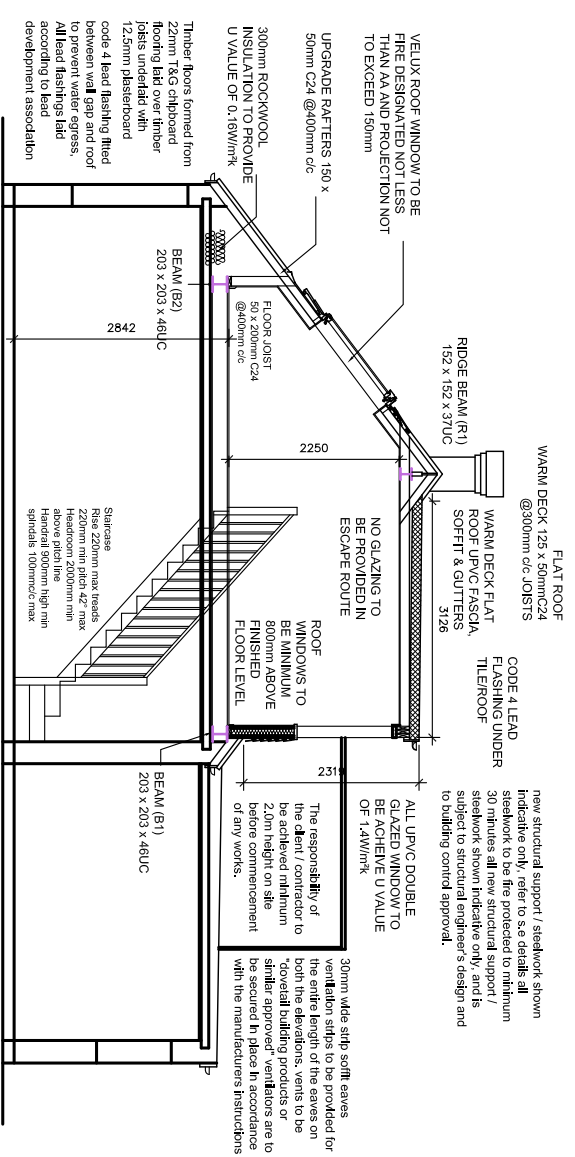 FLAT ROOF
WARM DECK 125 x 50mmC24
@300mm c/c JOISTS
CODE 4 LEAD
FLASHING UNDER
TILE/ROOF
new structural support / steelwork shown
indicative only, refer to s.e details all
steelwork to be fire protected to minimum
30 minutes all new structural support /
steelwork shown indicative only, and is
subject to structural engineer's design and
to building control approval.
RIDGE BEAM (R1)
152 x 152 x 37UC
WARM DECK FLAT
ROOF UPVC FASCIA,
SOFFIT & GUTTERS
3126
VELUX ROOF WINDOW TO BE
FIRE DESIGNATED NOT LESS
THAN AA AND PROJECTION NOT
TO EXCEED 150mm
UPGRADE RAFTERS 150 x
50mm C24 @400mm c/c
300mm ROCKWOOL
INSULATION TO PROVIDE
U VALUE OF 0.16W/m²k
Timber floors formed from
22mm T&G chipboard
flooring laid over timber
joists underlaid with
12.5mm plasterboard
code 4 lead flashing fitted
between wall gap and roof
to prevent water egress,
All lead flashings laid
according to lead
development association
2250
NO GLAZING TO
BE PROVIDED IN
ESCAPE ROUTE
ROOF
WINDOWS TO
BE MINIMUM
800mm ABOVE
FINISHED
FLOOR LEVEL
2319
ALL UPVC DOUBLE
GLAZED WINDOW TO
BE ACHEIVE U VALUE
OF 1.4W/m²k
The responsibility of
the client / contractor to
be achieved minimum
2.0m height on site
before commencement
of any works.
30mm wide strip soffit eaves
ventilation strips to be provided for
the entire length of the eaves on
both the elevations. vents to be
"dovetail building products or
similar approved" ventilators are to
be secured in place in accordance
with the manufacturers instructions
FLOOR JOIST
50 x 200mm C24
@400mm c/c
BEAM (B2)
203 x 203 x 46UC
2842
Staircase
Rise 220mm max treads
220mm min pitch 42° max
Headroom 2000mm min
above pitch line
Handrail 900mm high min
spindals 100mmc/c max
BEAM (B1)
203 x 203 x 46UC